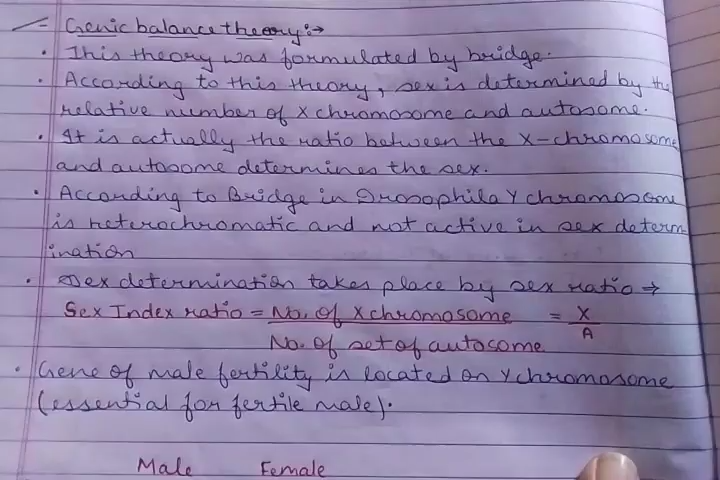 Genic balance theory:→
• This theory was formulated by bridge.
• According to this theory, sex is determined by the
relative number of X chromosome and autosome.
• It is actually the ratio between the X-chromosome
and autosome determines the sex.
• According to Bridge in Drosophila Y chromosome
is heterochromatic and not active in sex determ-
ination
• Sex determination takes place by sex ratio →
Sex Index ratio = No. of X chromosome = X
No. of set of autosome A
• Gene of male fertility is located on Y chromosome
(essential for fertile male).
Male Female